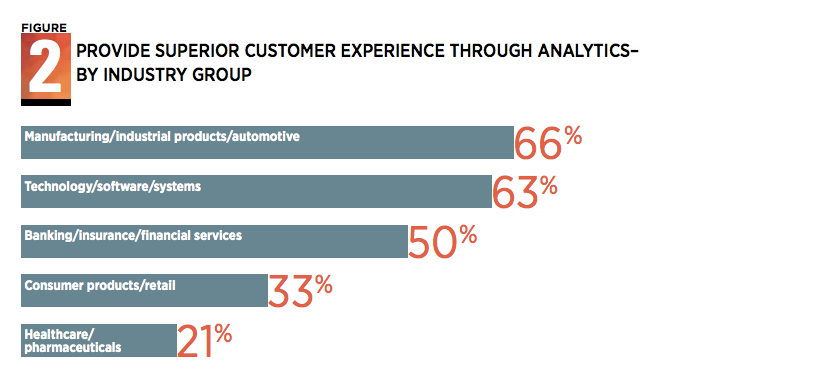 FIGURE
2
PROVIDE SUPERIOR CUSTOMER EXPERIENCE THROUGH ANALYTICS–
BY INDUSTRY GROUP
Manufacturing/industrial products/automotive 66%
Technology/software/systems 63%
Banking/insurance/financial services 50%
Consumer products/retail 33%
Healthcare/
pharmaceuticals 21%